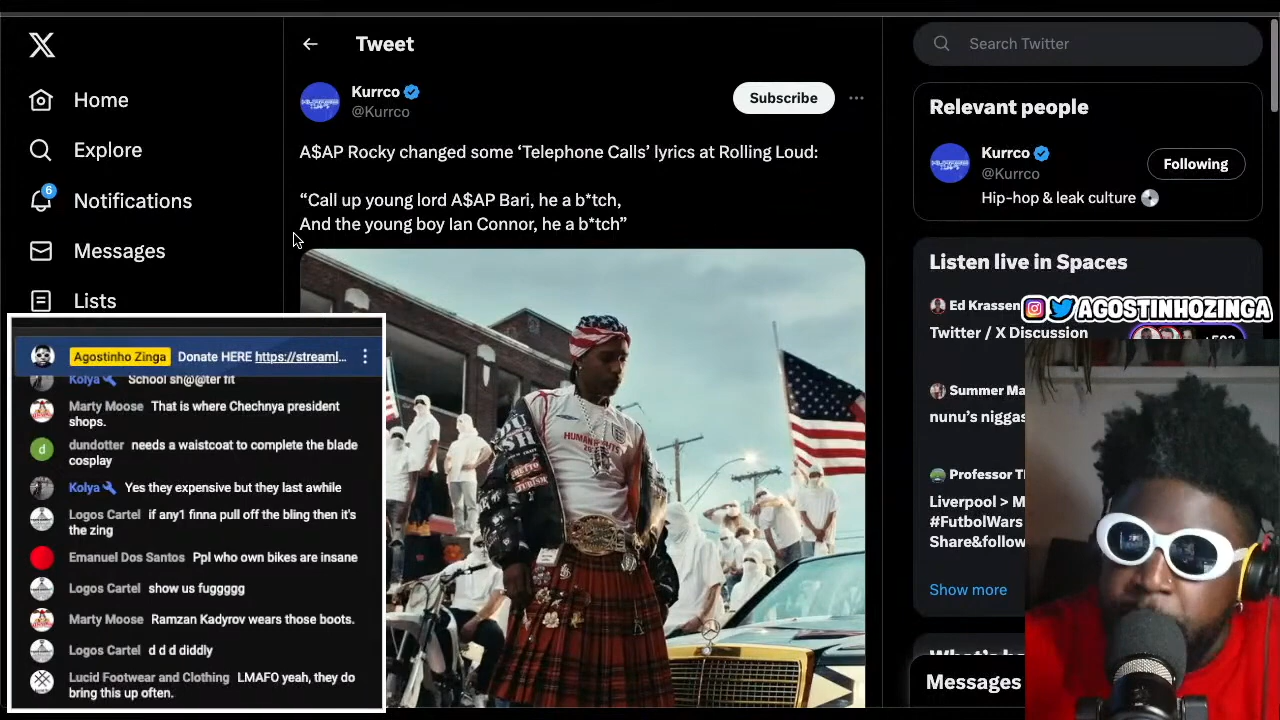 Home
Explore
6
Notifications
Messages
Lists
Tweet
Kurrco
@Kurrco
Subscribe
A$AP Rocky changed some ‘Telephone Calls’ lyrics at Rolling Loud:
“Call up young lord A$AP Bari, he a b*tch,
And the young boy Ian Connor, he a b*tch”
HUMAN
Search Twitter
Relevant people
Kurrco
@Kurrco
Following
Hip-hop & leak culture
Listen live in Spaces
Ed Krassen
Twitter / X Discussion
AGOSTINHOZINGA
Summer Ma
nunu's niggas
Professor T
Liverpool > M
#FutbolWars
Share&follow
Show more
Messages
Agostinho Zinga Donate HERE https://streaml...
Kolya School sh@@ter fit
Marty Moose That is where Chechnya president
shops.
d
dundotter needs a waistcoat to complete the blade
cosplay
Kolya Yes they expensive but they last awhile
Logos Cartel if any1 finna pull off the bling then it's
the zing
Emanuel Dos Santos Ppl who own bikes are insane
Logos Cartel show us fuggggg
Marty Moose Ramzan Kadyrov wears those boots.
Logos Cartel d d d diddly
Lucid Footwear and Clothing LMAFO yeah, they do
bring this up often.